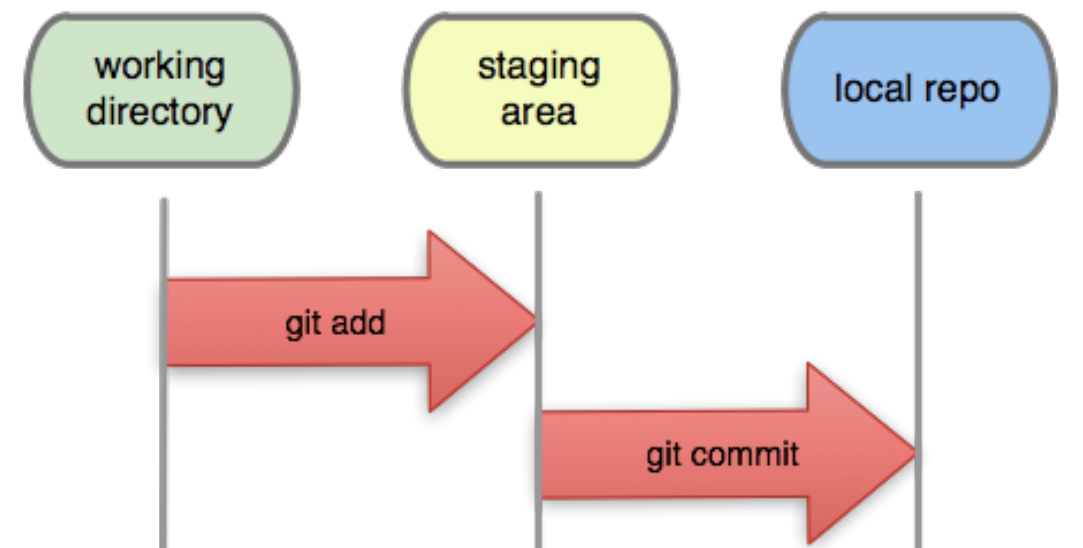 working
directory
staging
area
local repo
git add
git commit